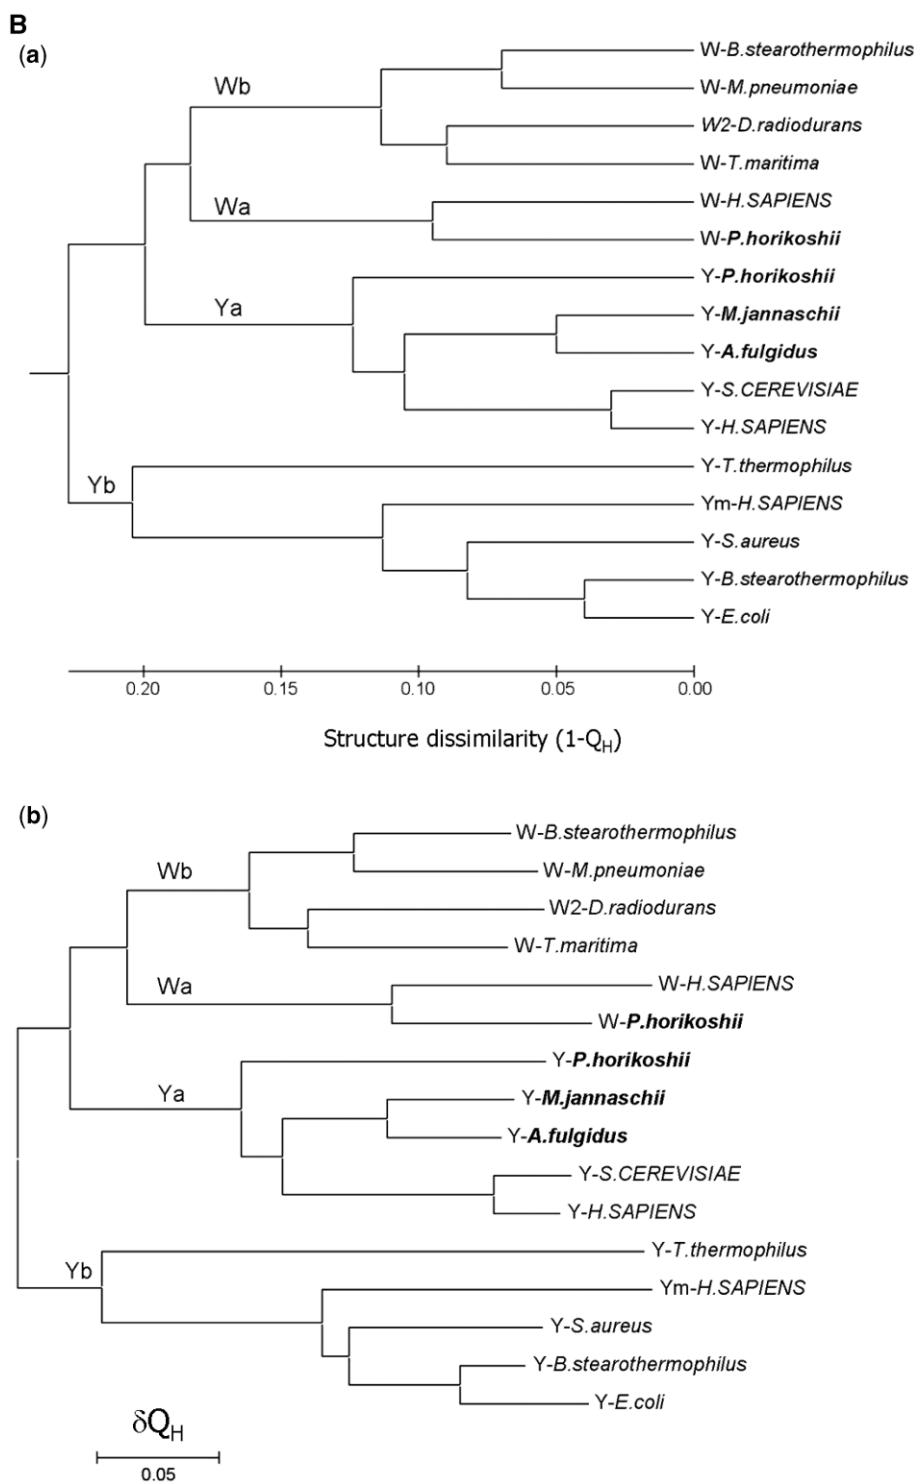 B
(a)
W-B.stearothermophilus
Wb
W-M.pneumoniae
W2-D.radiodurans
W-T.maritima
Wa
W-H.SAPIENS
W-P.horikoshii
Y-P.horikoshii
Ya
Y-M.jannaschii
Y-A.fulgidus
Y-S.CEREVISIAE
Y-H.SAPIENS
Y-T.thermophilus
Yb
Ym-H.SAPIENS
Y-S.aureus
Y-B.stearothermophilus
Y-E.coli
0.20 0.15 0.10 0.05 0.00
Structure dissimilarity (1-QH)
(b)
W-B.stearothermophilus
Wb
W-M.pneumoniae
W2-D.radiodurans
W-T.maritima
Wa
W-H.SAPIENS
W-P.horikoshii
Y-P.horikoshii
Ya
Y-M.jannaschii
Y-A.fulgidus
Y-S.CEREVISIAE
Y-H.SAPIENS
Y-T.thermophilus
Yb
Ym-H.SAPIENS
Y-S.aureus
Y-B.stearothermophilus
Y-E.coli
δQH
0.05